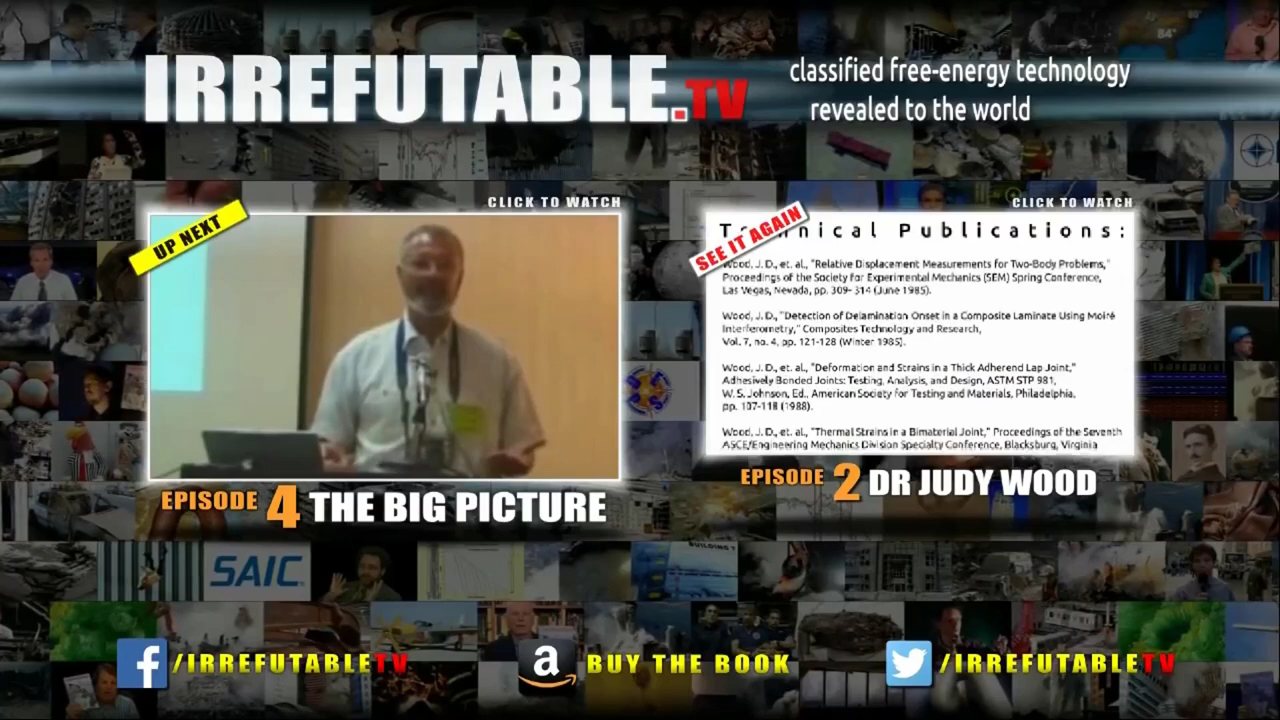 IRREFUTABLE.TV
classified free-energy technology
revealed to the world
CLICK TO WATCH
UP NEXT
EPISODE 4 THE BIG PICTURE
CLICK TO WATCH
SEE IT AGAIN
nical Publications:
Wood, J. D., et. al., "Relative Displacement Measurements for Two-Body Problems,"
Proceedings of the Society for Experimental Mechanics (SEM) Spring Conference,
Las Vegas, Nevada, pp. 309- 314 (June 1985).
Wood, J. D., "Detection of Delamination Onset in a Composite Laminate Using Moiré
Interferometry," Composites Technology and Research,
Vol. 7, no. 4, pp. 121-128 (Winter 1985).
Wood, J. D., et. al., "Deformation and Strains in a Thick Adherend Lap Joint,"
Adhesively Bonded Joints: Testing, Analysis, and Design, ASTM STP 981,
W. S. Johnson, Ed., American Society for Testing and Materials, Philadelphia,
pp. 107-118 (1988).
Wood, J. D., et. al., "Thermal Strains in a Bimaterial Joint," Proceedings of the Seventh
ASCE/Engineering Mechanics Division Specialty Conference, Blacksburg, Virginia
EPISODE 2 DR JUDY WOOD
SAIC
BUILDING 7
84°
f /IRREFUTABLETV
a BUY THE BOOK
/IRREFUTABLETV